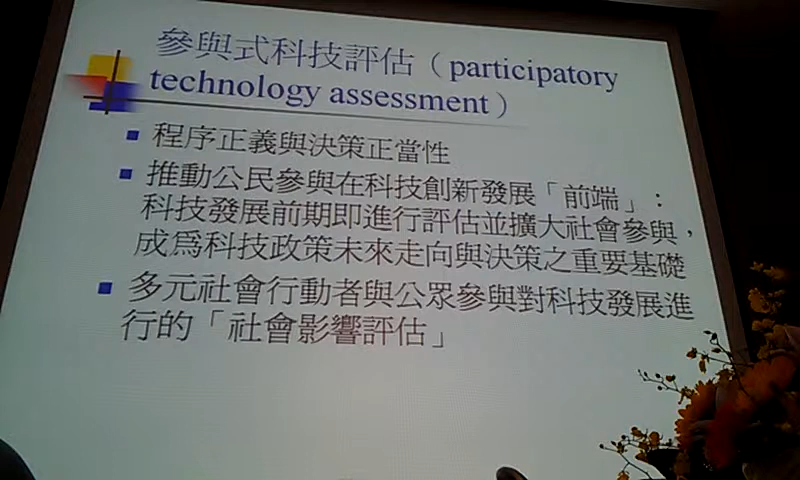 參與式科技評估（participatory
technology assessment）
程序正義與決策正當性
推動公民參與在科技創新發展「前端」：
科技發展前期即進行評估並擴大社會參與，
成爲科技政策未來走向與決策之重要基礎
多元社會行動者與公眾參與對科技發展進
行的「社會影響評估」